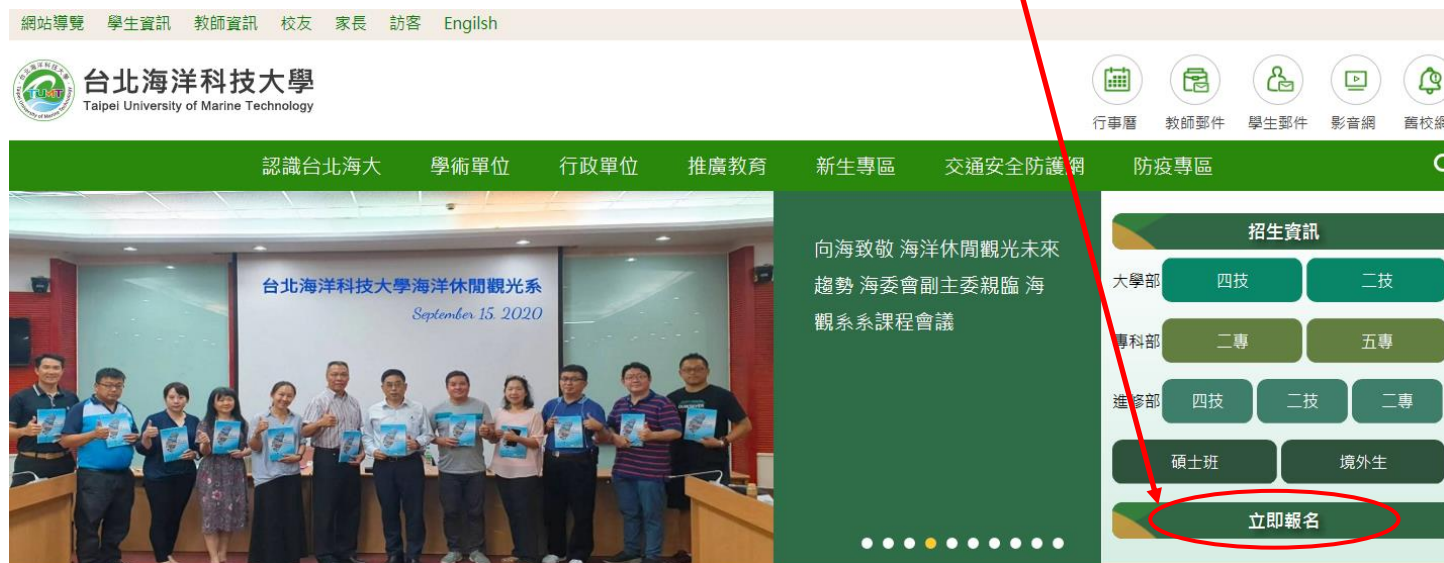 網站導覽 學生資訊 教師資訊 校友 家長 訪客 Engilsh
台北海洋科技大學
Taipei University of Marine Technology
TUMT
行事曆 教師郵件 學生郵件 影音網 舊校網
認識台北海大 學術單位 行政單位 推廣教育 新生專區 交通安全防護網 防疫專區
台北海洋科技大學海洋休閒觀光系
September 15. 2020
向海致敬 海洋休閒觀光未來
趨勢 海委會副主委親臨 海
觀系系課程會議
招生資訊
大學部 四技 二技
專科部 二專 五專
進修部 四技 二技 二專
碩士班 境外生
立即報名